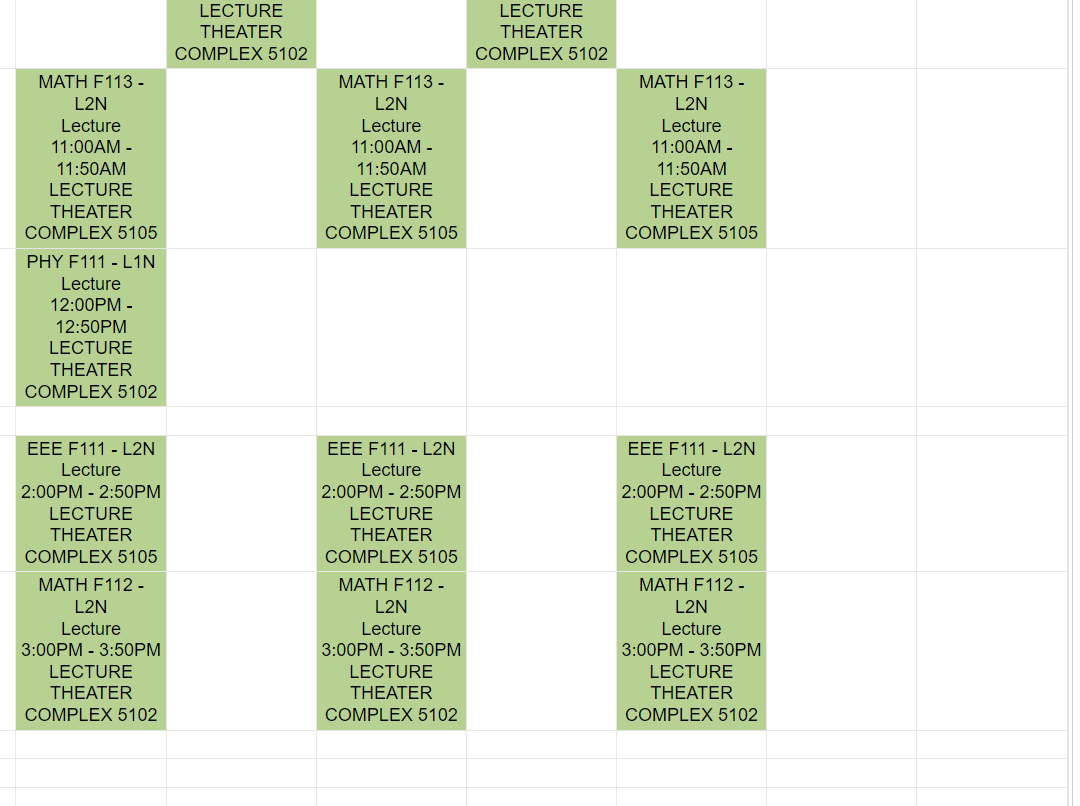 LECTURE
THEATER
COMPLEX 5102
LECTURE
THEATER
COMPLEX 5102
MATH F113 -
L2N
Lecture
11:00AM -
11:50AM
LECTURE
THEATER
COMPLEX 5105
MATH F113 -
L2N
Lecture
11:00AM -
11:50AM
LECTURE
THEATER
COMPLEX 5105
MATH F113 -
L2N
Lecture
11:00AM -
11:50AM
LECTURE
THEATER
COMPLEX 5105
PHY F111 - L1N
Lecture
12:00PM -
12:50PM
LECTURE
THEATER
COMPLEX 5102
EEE F111 - L2N
Lecture
2:00PM - 2:50PM
LECTURE
THEATER
COMPLEX 5105
EEE F111 - L2N
Lecture
2:00PM - 2:50PM
LECTURE
THEATER
COMPLEX 5105
EEE F111 - L2N
Lecture
2:00PM - 2:50PM
LECTURE
THEATER
COMPLEX 5105
MATH F112 -
L2N
Lecture
3:00PM - 3:50PM
LECTURE
THEATER
COMPLEX 5102
MATH F112 -
L2N
Lecture
3:00PM - 3:50PM
LECTURE
THEATER
COMPLEX 5102
MATH F112 -
L2N
Lecture
3:00PM - 3:50PM
LECTURE
THEATER
COMPLEX 5102